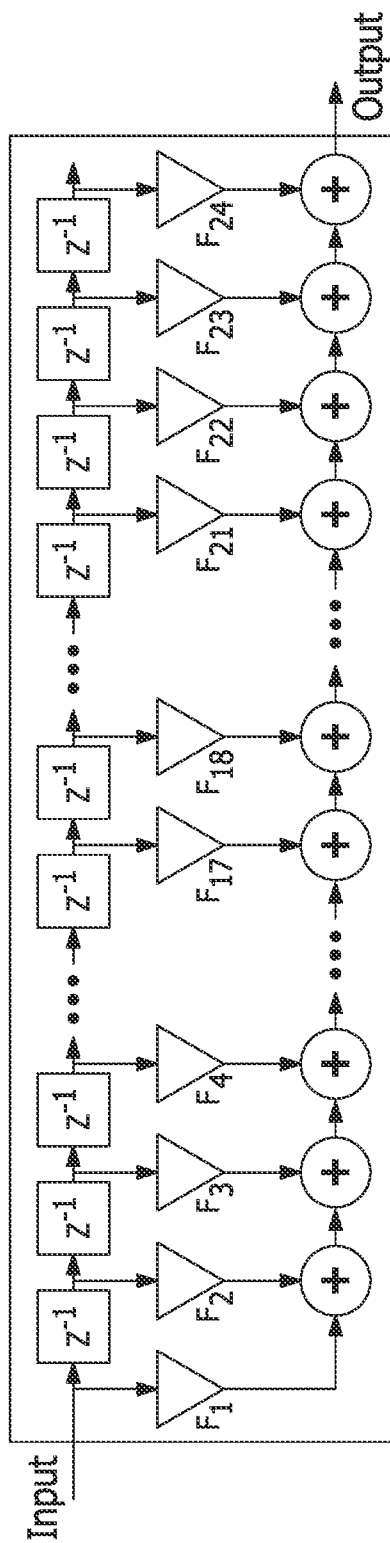 Input
z⁻¹ z⁻¹ z⁻¹ ••• z⁻¹ z⁻¹ ••• z⁻¹ z⁻¹ z⁻¹ z⁻¹
F₁ F₂ F₃ F₄ F₁₇ F₁₈ F₂₁ F₂₂ F₂₃ F₂₄
+ + + ••• + + ••• + + + +
Output